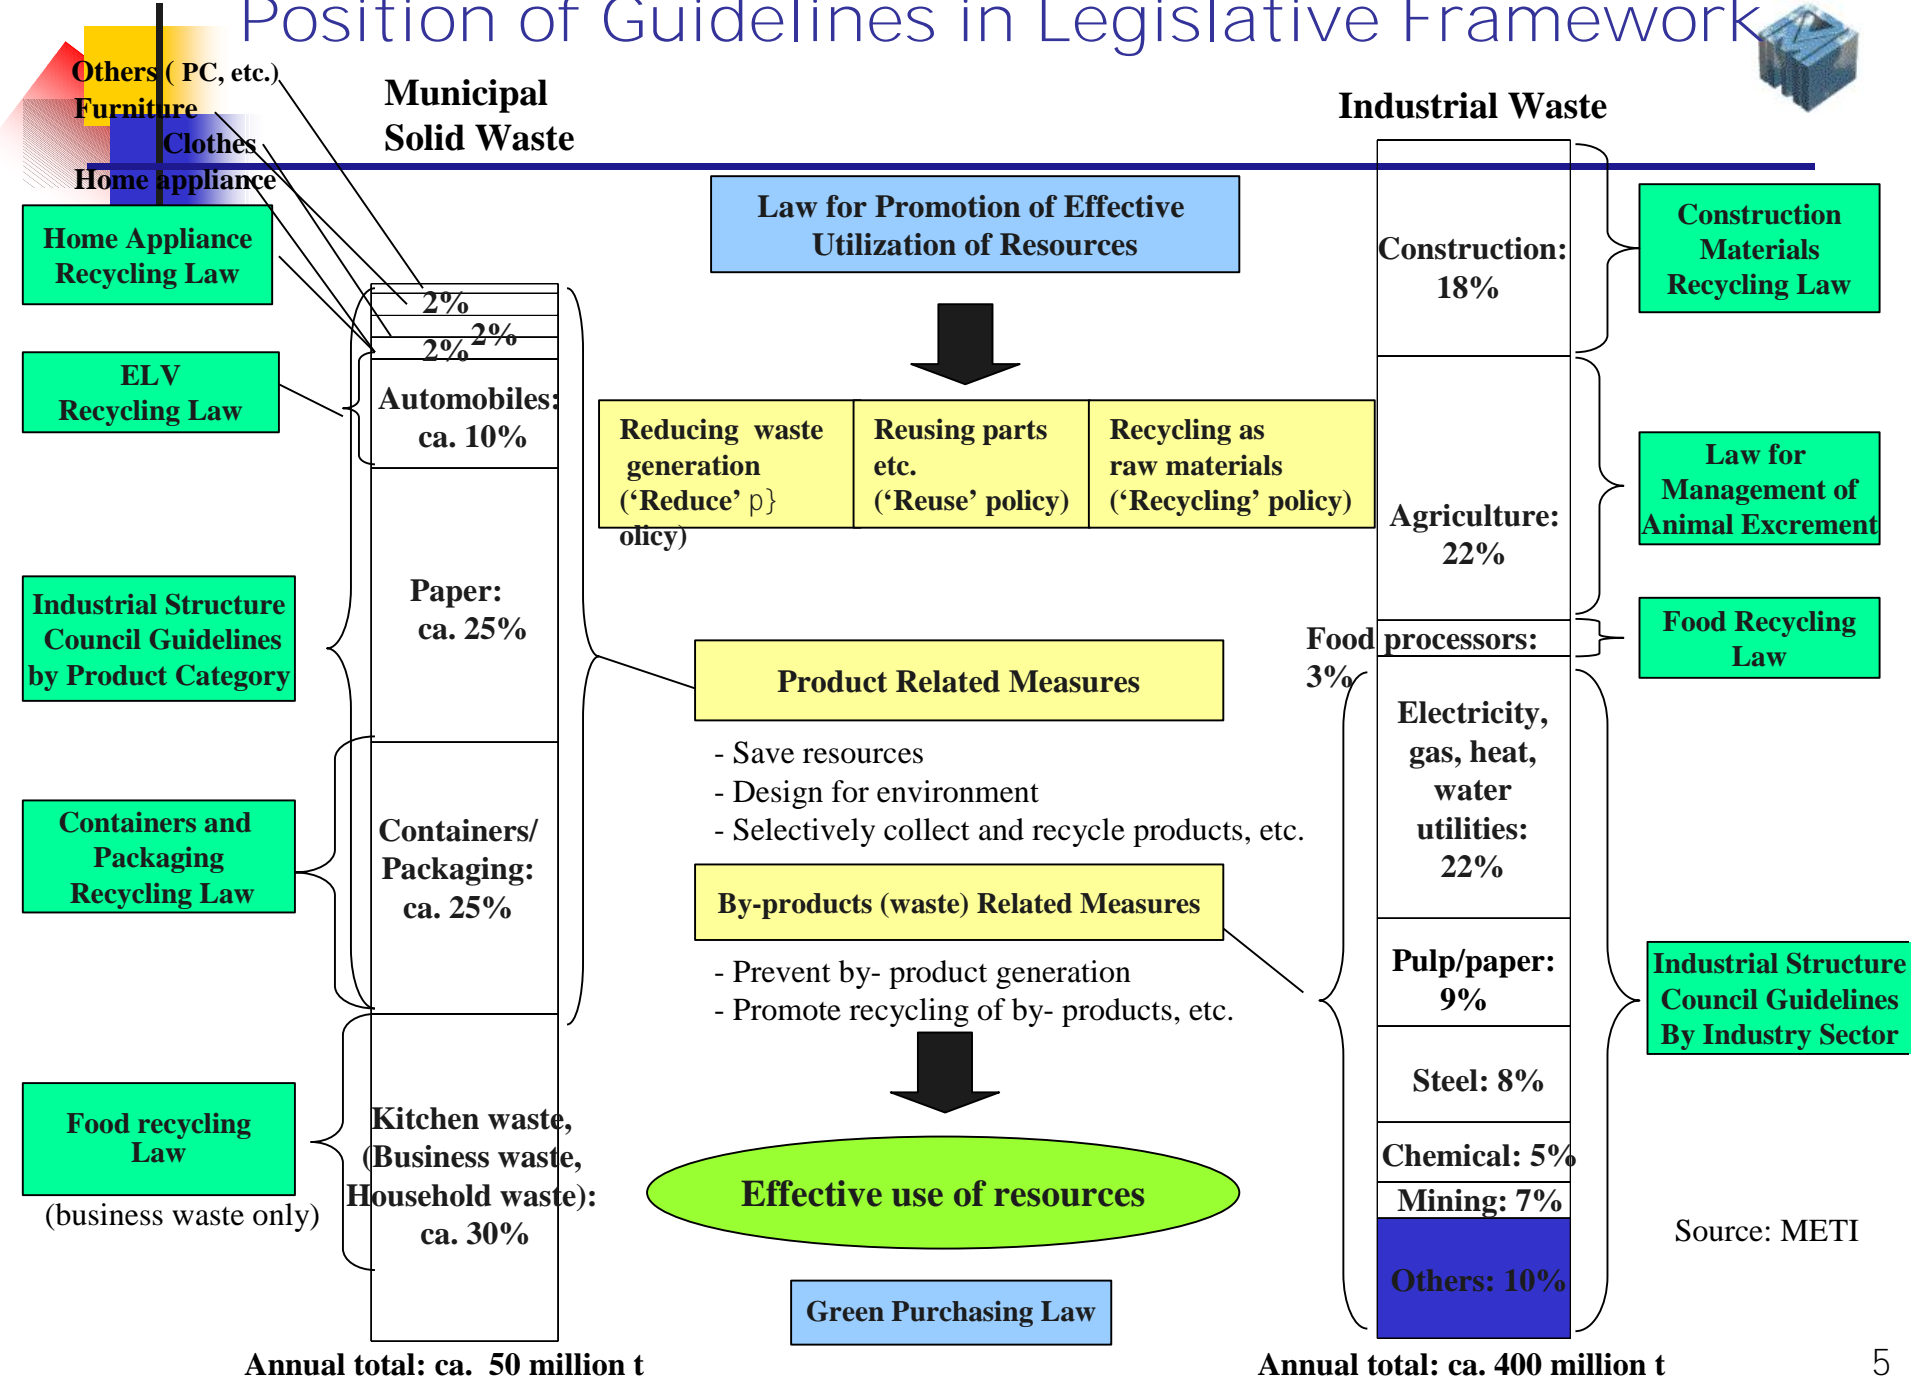 Position of Guidelines in Legislative Framework
Others ( PC, etc.)
Furniture
Clothes
Home appliance
Municipal
Solid Waste
Industrial Waste
Home Appliance
Recycling Law
ELV
Recycling Law
Industrial Structure
Council Guidelines
by Product Category
Containers and
Packaging
Recycling Law
Food recycling
Law
(business waste only)
2%
2%
2%
Automobiles:
ca. 10%
Paper:
ca. 25%
Containers/
Packaging:
ca. 25%
Kitchen waste,
(Business waste,
Household waste):
ca. 30%
Annual total: ca. 50 million t
Law for Promotion of Effective
Utilization of Resources
Reducing waste
generation
(‘Reduce’ p}
olicy)
Reusing parts
etc.
(‘Reuse’ policy)
Recycling as
raw materials
(‘Recycling’ policy)
Product Related Measures
- Save resources
- Design for environment
- Selectively collect and recycle products, etc.
By-products (waste) Related Measures
- Prevent by- product generation
- Promote recycling of by- products, etc.
Effective use of resources
Green Purchasing Law
Construction:
18%
Agriculture:
22%
Food processors:
3%
Electricity,
gas, heat,
water
utilities:
22%
Pulp/paper:
9%
Steel: 8%
Chemical: 5%
Mining: 7%
Others: 10%
Annual total: ca. 400 million t
Construction
Materials
Recycling Law
Law for
Management of
Animal Excrement
Food Recycling
Law
Industrial Structure
Council Guidelines
By Industry Sector
Source: METI
5